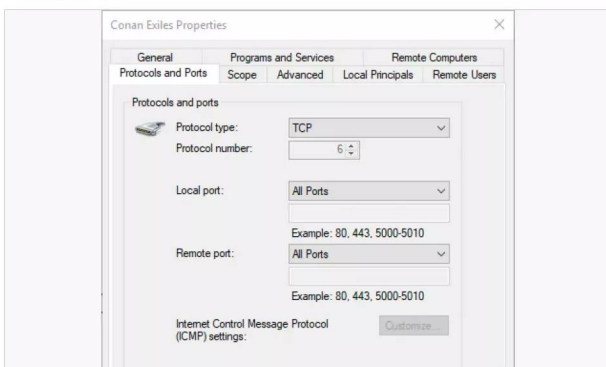 Conan Exiles Properties
General Programs and Services Remote Computers
Protocols and Ports Scope Advanced Local Principals Remote Users
Protocols and ports
Protocol type: TCP
Protocol number: 6
Local port: All Ports
Example: 80, 443, 5000-5010
Remote port: All Ports
Example: 80, 443, 5000-5010
Internet Control Message Protocol Customize...
(ICMP) settings: